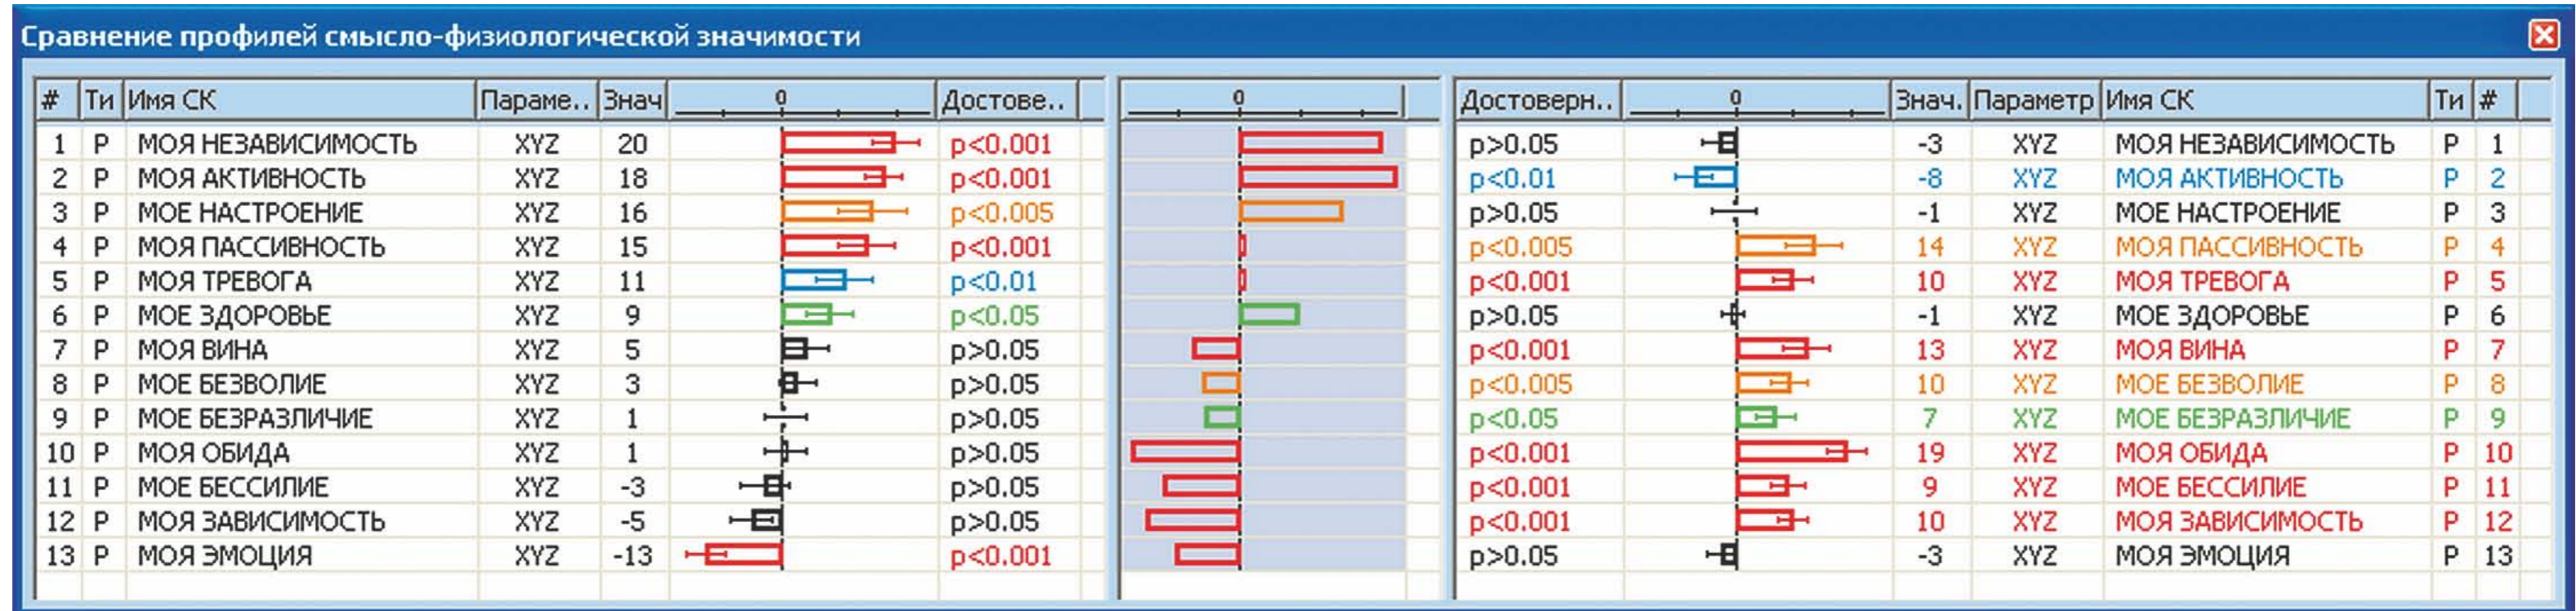 Сравнение профилей смысло-физиологической значимости
# Ти Имя СК Параме.. Знач 0 Достове.. 0 Достоверн.. 0 Знач. Параметр Имя СК Ти #
1 Р МОЯ НЕЗАВИСИМОСТЬ XYZ 20 p<0.001 p>0.05 -3 XYZ МОЯ НЕЗАВИСИМОСТЬ Р 1
2 Р МОЯ АКТИВНОСТЬ XYZ 18 p<0.001 p<0.01 -8 XYZ МОЯ АКТИВНОСТЬ Р 2
3 Р МОЕ НАСТРОЕНИЕ XYZ 16 p<0.005 p>0.05 -1 XYZ МОЕ НАСТРОЕНИЕ Р 3
4 Р МОЯ ПАССИВНОСТЬ XYZ 15 p<0.001 p<0.005 14 XYZ МОЯ ПАССИВНОСТЬ Р 4
5 Р МОЯ ТРЕВОГА XYZ 11 p<0.01 p<0.001 10 XYZ МОЯ ТРЕВОГА Р 5
6 Р МОЕ ЗДОРОВЬЕ XYZ 9 p<0.05 p>0.05 -1 XYZ МОЕ ЗДОРОВЬЕ Р 6
7 Р МОЯ ВИНА XYZ 5 p>0.05 p<0.001 13 XYZ МОЯ ВИНА Р 7
8 Р МОЕ БЕЗВОЛИЕ XYZ 3 p>0.05 p<0.005 10 XYZ МОЕ БЕЗВОЛИЕ Р 8
9 Р МОЕ БЕЗРАЗЛИЧИЕ XYZ 1 p>0.05 p<0.05 7 XYZ МОЕ БЕЗРАЗЛИЧИЕ Р 9
10 Р МОЯ ОБИДА XYZ 1 p>0.05 p<0.001 19 XYZ МОЯ ОБИДА Р 10
11 Р МОЕ БЕССИЛИЕ XYZ -3 p>0.05 p<0.001 9 XYZ МОЕ БЕССИЛИЕ Р 11
12 Р МОЯ ЗАВИСИМОСТЬ XYZ -5 p>0.05 p<0.001 10 XYZ МОЯ ЗАВИСИМОСТЬ Р 12
13 Р МОЯ ЭМОЦИЯ XYZ -13 p<0.001 p>0.05 -3 XYZ МОЯ ЭМОЦИЯ Р 13